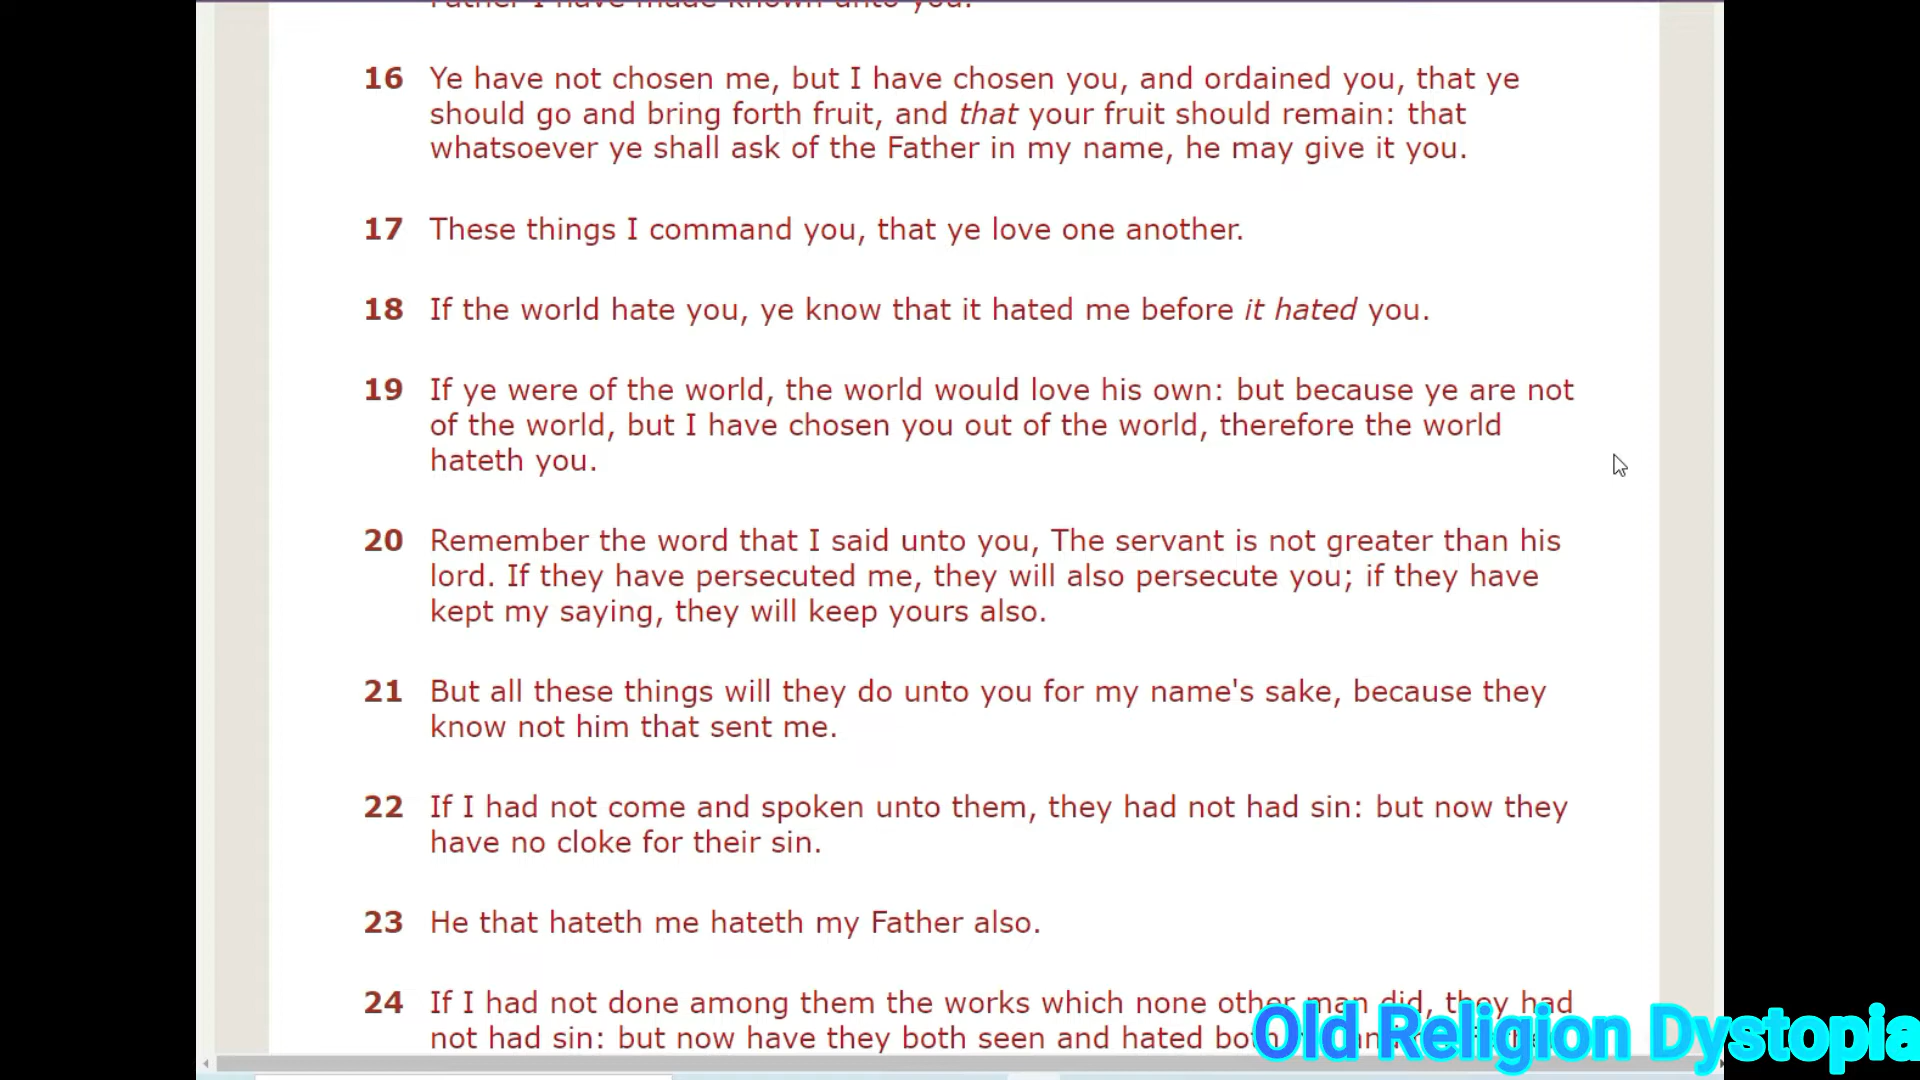 Father I have made known unto you.
16 Ye have not chosen me, but I have chosen you, and ordained you, that ye
should go and bring forth fruit, and that your fruit should remain: that
whatsoever ye shall ask of the Father in my name, he may give it you.
17 These things I command you, that ye love one another.
18 If the world hate you, ye know that it hated me before it hated you.
19 If ye were of the world, the world would love his own: but because ye are not
of the world, but I have chosen you out of the world, therefore the world
hateth you.
20 Remember the word that I said unto you, The servant is not greater than his
lord. If they have persecuted me, they will also persecute you; if they have
kept my saying, they will keep yours also.
21 But all these things will they do unto you for my name's sake, because they
know not him that sent me.
22 If I had not come and spoken unto them, they had not had sin: but now they
have no cloke for their sin.
23 He that hateth me hateth my Father also.
24 If I had not done among them the works which none other man did, they had
not had sin: but now have they both seen and hated
Old Religion Dystopia